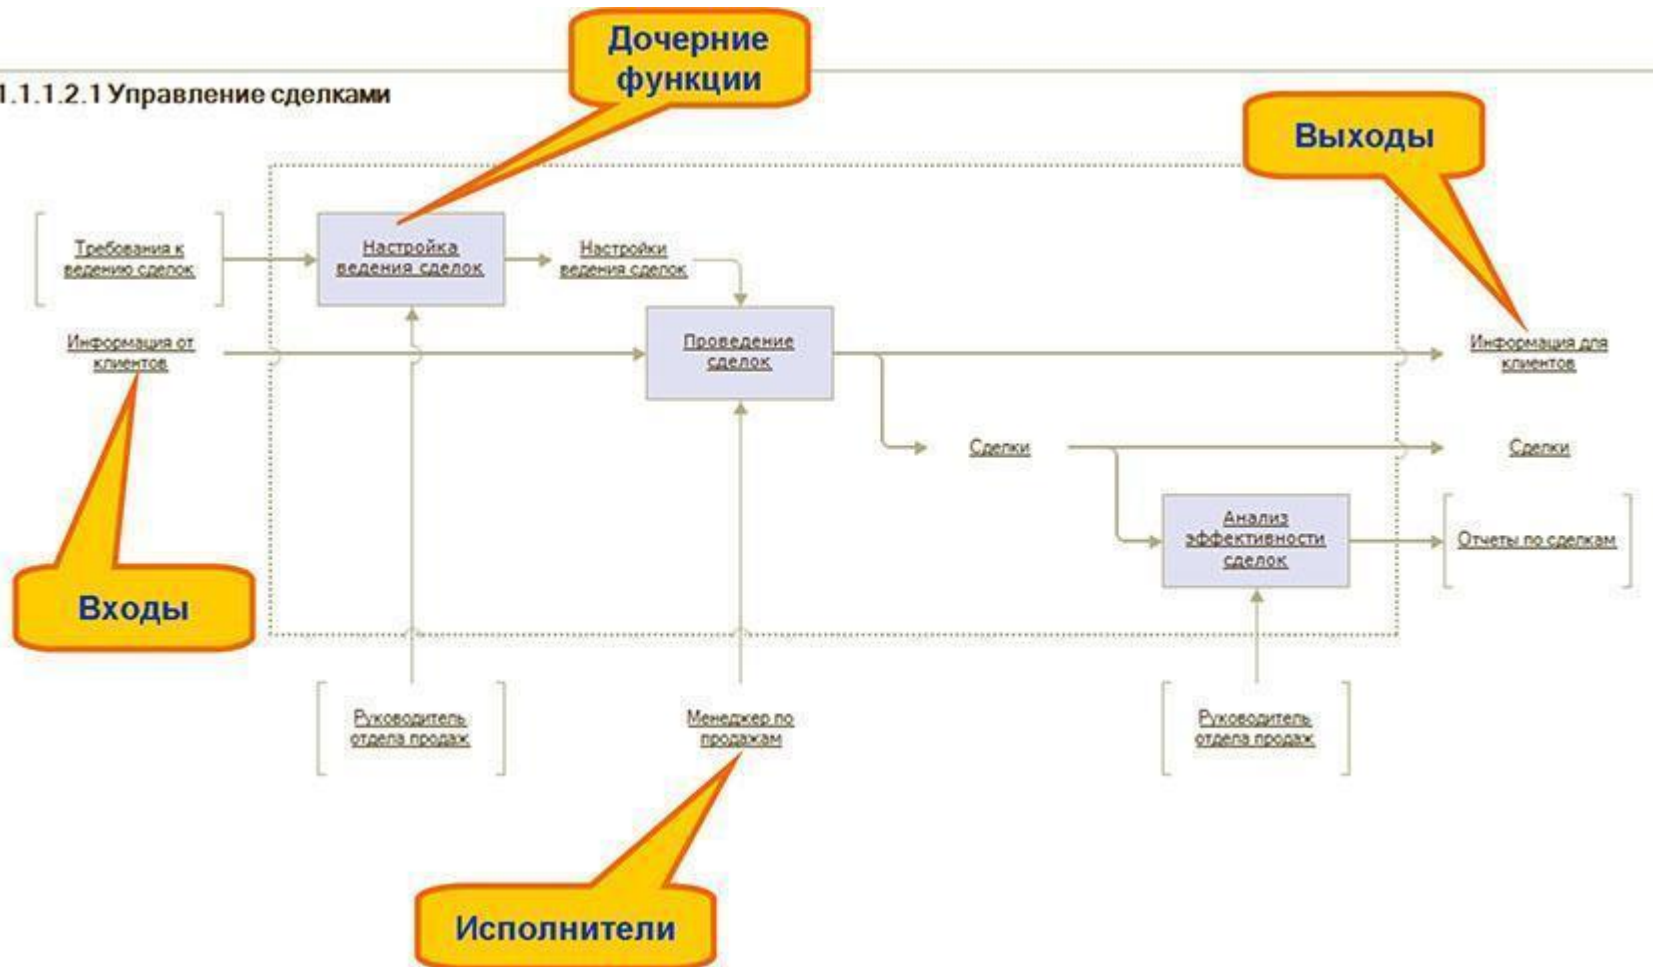 Дочерние
функции
1.1.1.2.1 Управление сделками
Выходы
Требования к
ведению сделок
Настройка
ведения сделок
Настройки
ведения сделок
Информация от
клиентов
Проведение
сделок
Информация для
клиентов
Сделки
Сделки
Анализ
эффективности
сделок
Отчеты по сделкам
Входы
Руководитель
отдела продаж
Менеджер по
продажам
Руководитель
отдела продаж
Исполнители